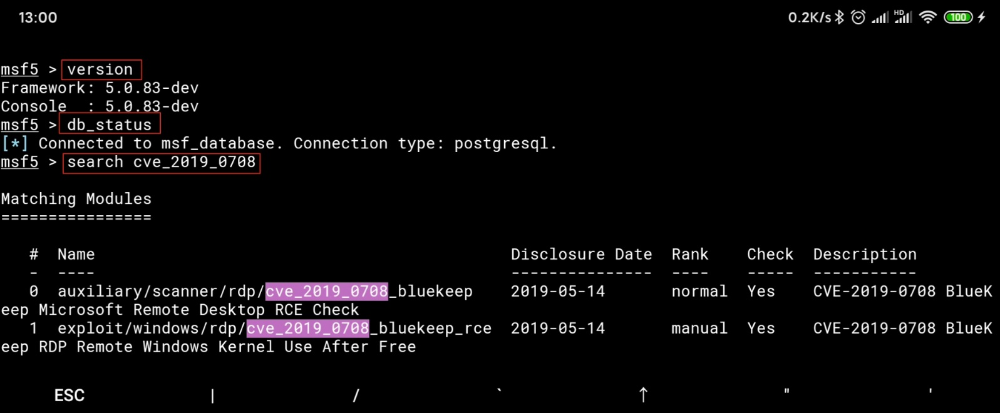 13:00 0.2K/s HD 100
msf5 > version
Framework: 5.0.83-dev
Console  : 5.0.83-dev
msf5 > db_status
[*] Connected to msf_database. Connection type: postgresql.
msf5 > search cve_2019_0708
Matching Modules
================
   #  Name                                            Disclosure Date  Rank    Check  Description
   -  ----                                            ---------------  ----    -----  -----------
   0  auxiliary/scanner/rdp/cve_2019_0708_bluekeep    2019-05-14       normal  Yes    CVE-2019-0708 BlueK
eep Microsoft Remote Desktop RCE Check
   1  exploit/windows/rdp/cve_2019_0708_bluekeep_rce  2019-05-14       manual  Yes    CVE-2019-0708 BlueK
eep RDP Remote Windows Kernel Use After Free
ESC | / ` ↑ " '